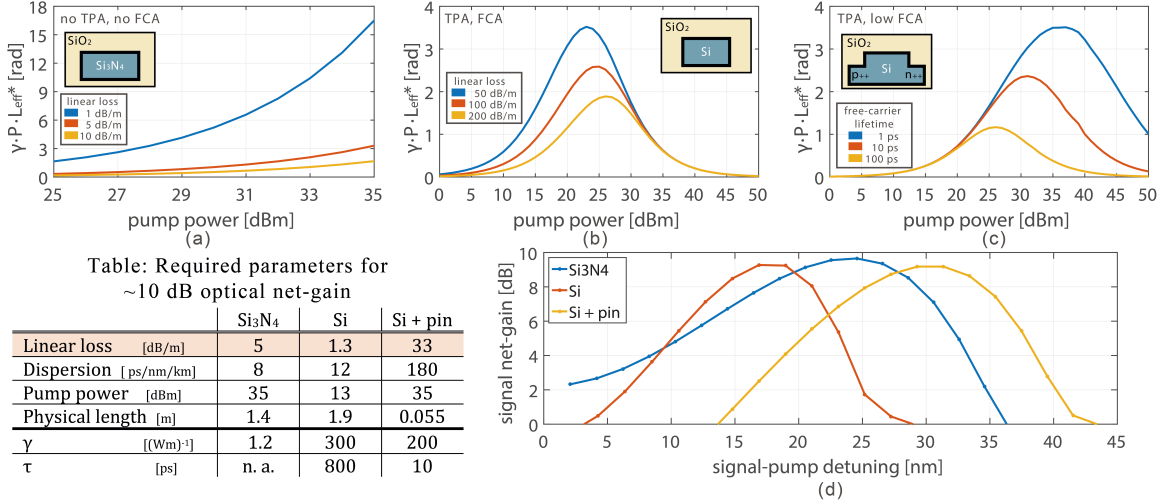 no TPA, no FCA
SiO2
Si3N4
linear loss
1 dB/m
5 dB/m
10 dB/m
γ·P·Leff* [rad]
18
15
12
9
6
3
0
25 27 29 31 33 35
pump power [dBm]
(a)
TPA, FCA
SiO2
Si
linear loss
50 dB/m
100 dB/m
200 dB/m
γ·P·Leff* [rad]
4
3
2
1
0
0 5 10 15 20 25 30 35 40 45 50
pump power [dBm]
(b)
TPA, low FCA
SiO2
Si
p++ n++
free-carrier
lifetime
1 ps
10 ps
100 ps
γ·P·Leff* [rad]
4
3
2
1
0
0 5 10 15 20 25 30 35 40 45 50
pump power [dBm]
(c)
Table: Required parameters for
~10 dB optical net-gain
Si3N4 Si Si + pin
Linear loss [dB/m] 5 1.3 33
Dispersion [ps/nm/km] 8 12 180
Pump power [dBm] 35 13 35
Physical length [m] 1.4 1.9 0.055
γ [(Wm)-1] 1.2 300 200
τ [ps] n. a. 800 10
Si3N4
Si
Si + pin
signal net-gain [dB]
10
8
6
4
2
0
0 5 10 15 20 25 30 35 40 45
signal-pump detuning [nm]
(d)